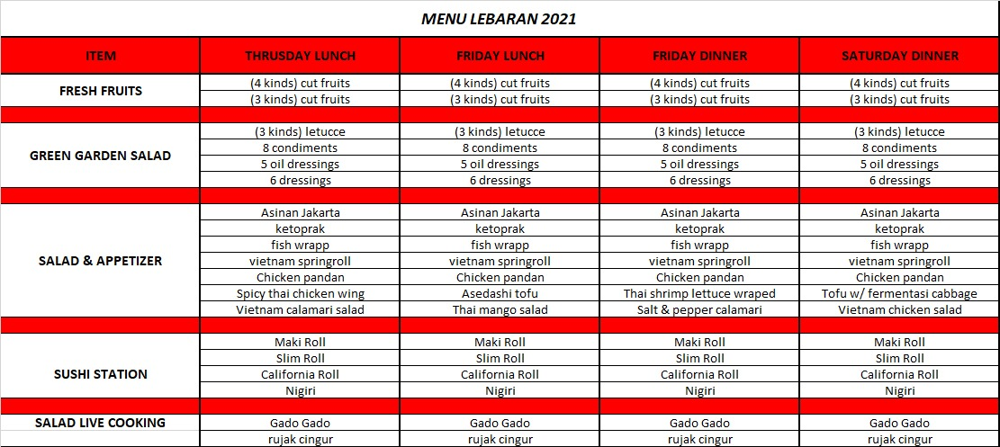 MENU LEBARAN 2021
ITEM THRUSDAY LUNCH FRIDAY LUNCH FRIDAY DINNER SATURDAY DINNER
FRESH FRUITS
(4 kinds) cut fruits (4 kinds) cut fruits (4 kinds) cut fruits (4 kinds) cut fruits
(3 kinds) cut fruits (3 kinds) cut fruits (3 kinds) cut fruits (3 kinds) cut fruits
GREEN GARDEN SALAD
(3 kinds) letucce (3 kinds) letucce (3 kinds) letucce (3 kinds) letucce
8 condiments 8 condiments 8 condiments 8 condiments
5 oil dressings 5 oil dressings 5 oil dressings 5 oil dressings
6 dressings 6 dressings 6 dressings 6 dressings
SALAD & APPETIZER
Asinan Jakarta Asinan Jakarta Asinan Jakarta Asinan Jakarta
ketoprak ketoprak ketoprak ketoprak
fish wrapp fish wrapp fish wrapp fish wrapp
vietnam springroll vietnam springroll vietnam springroll vietnam springroll
Chicken pandan Chicken pandan Chicken pandan Chicken pandan
Spicy thai chicken wing Asedashi tofu Thai shrimp lettuce wraped Tofu w/ fermentasi cabbage
Vietnam calamari salad Thai mango salad Salt & pepper calamari Vietnam chicken salad
SUSHI STATION
Maki Roll Maki Roll Maki Roll Maki Roll
Slim Roll Slim Roll Slim Roll Slim Roll
California Roll California Roll California Roll California Roll
Nigiri Nigiri Nigiri Nigiri
SALAD LIVE COOKING Gado Gado Gado Gado Gado Gado Gado Gado
rujak cingur rujak cingur rujak cingur rujak cingur